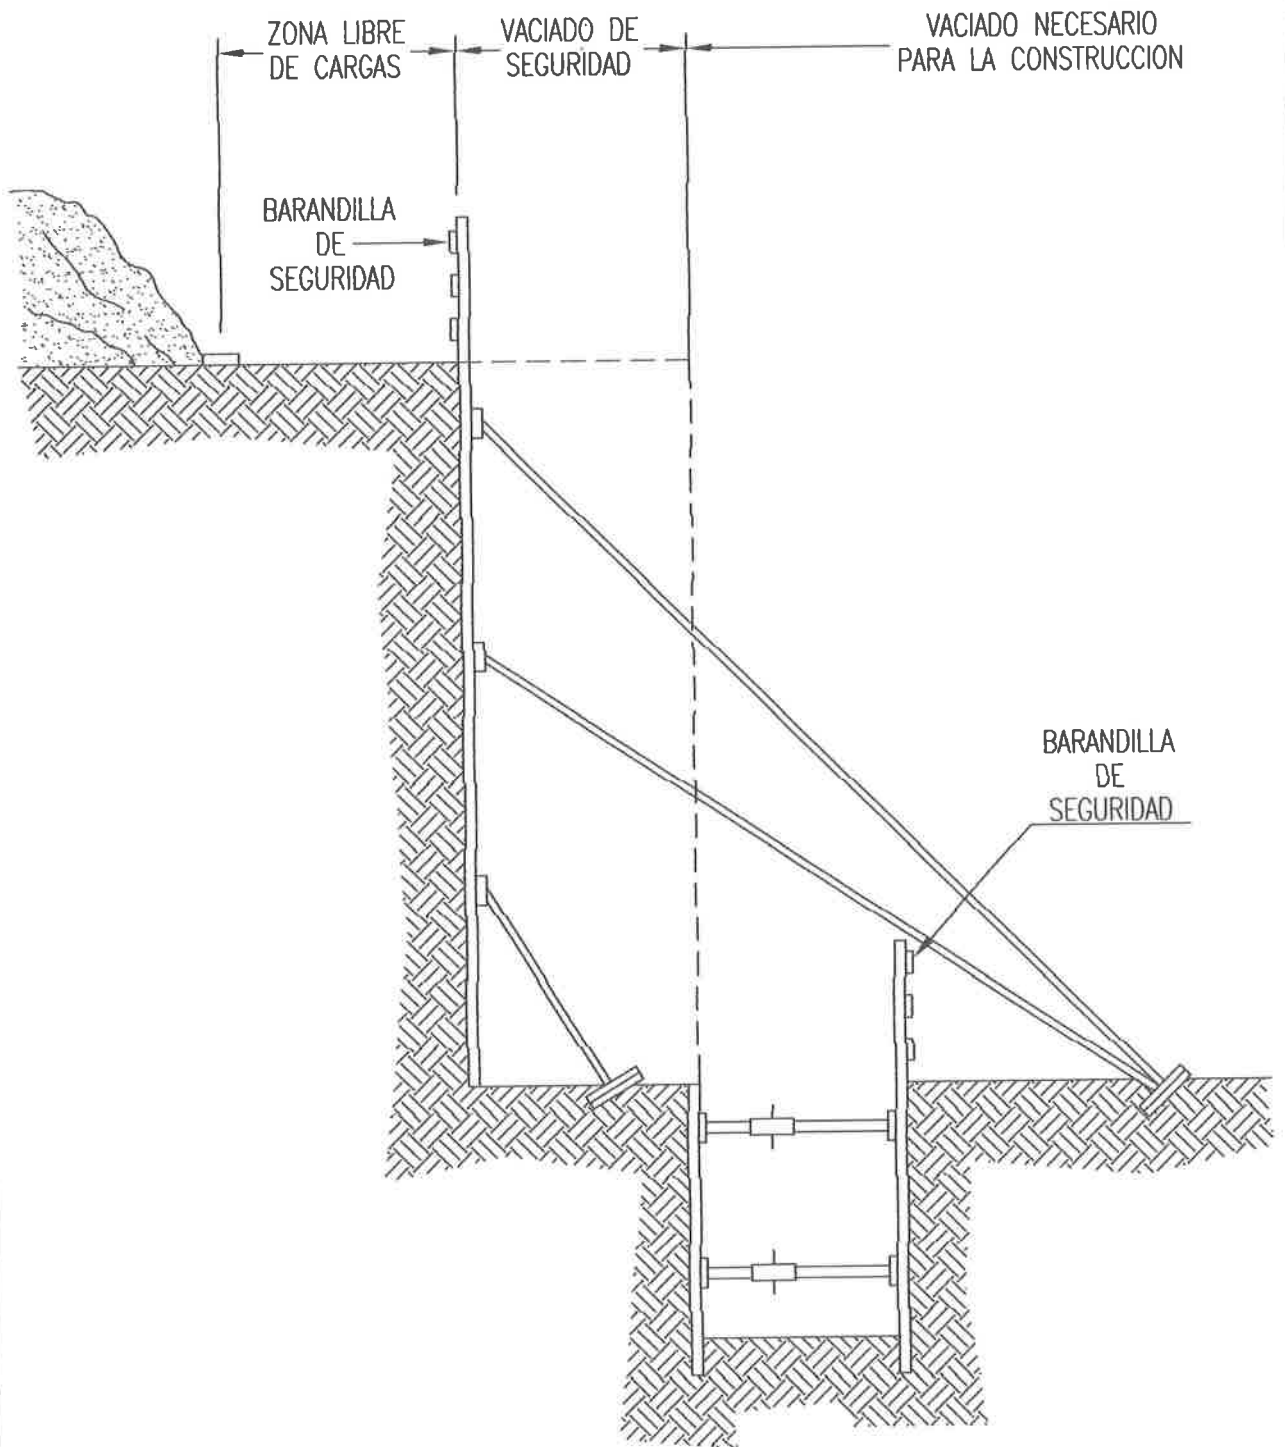 ZONA LIBRE
DE CARGAS
VACIADO DE
SEGURIDAD
VACIADO NECESARIO
PARA LA CONSTRUCCION
BARANDILLA
DE
SEGURIDAD
BARANDILLA
DE
SEGURIDAD